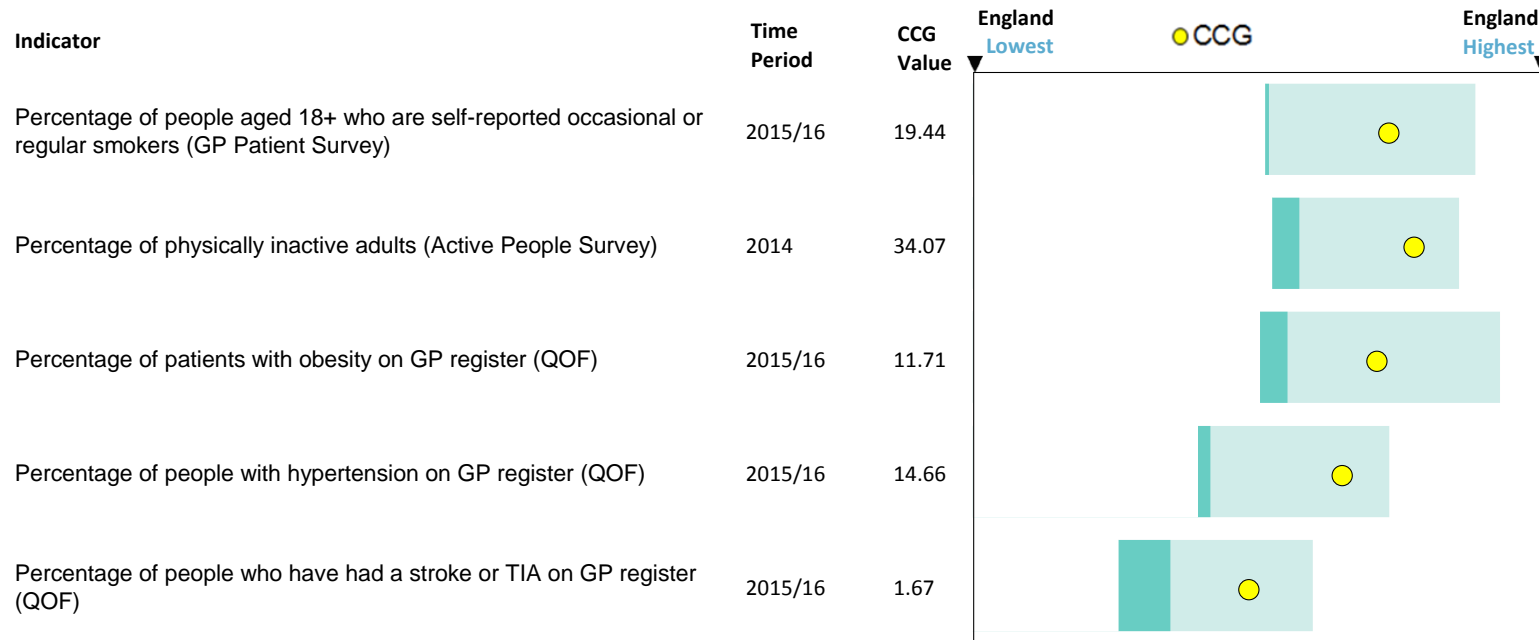 Indicator
Time
Period
CCG
Value
England
Lowest
CCG
England
Highest
Percentage of people aged 18+ who are self-reported occasional or
regular smokers (GP Patient Survey)
2015/16
19.44
Percentage of physically inactive adults (Active People Survey)
2014
34.07
Percentage of patients with obesity on GP register (QOF)
2015/16
11.71
Percentage of people with hypertension on GP register (QOF)
2015/16
14.66
Percentage of people who have had a stroke or TIA on GP register
(QOF)
2015/16
1.67